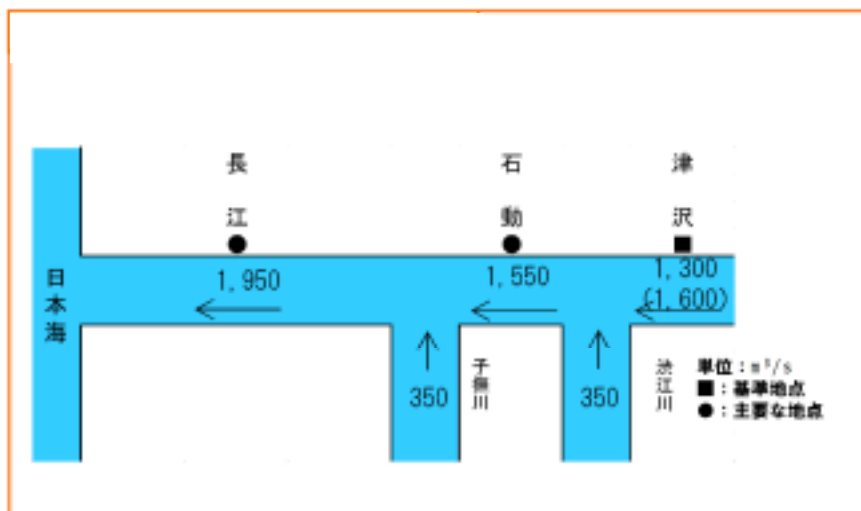 長江
石動
津沢
日本海
1,950
1,550
1,300
(1,600)
350
子撫川
350
渋江川
単位：m³/s
■：基準地点
●：主要な地点